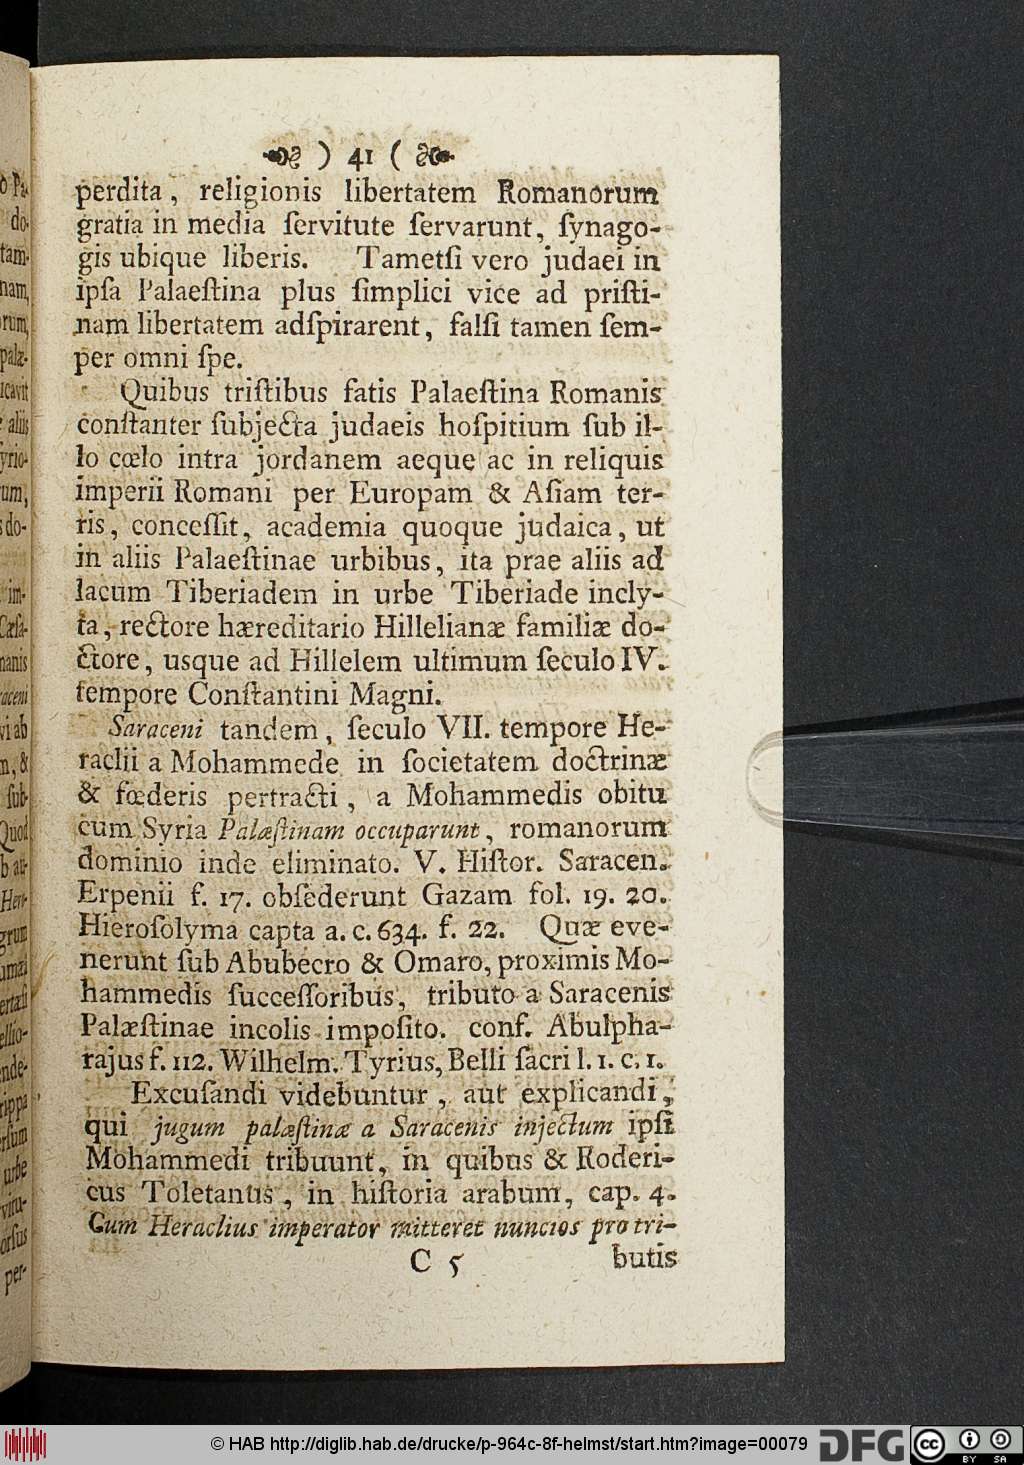 ) 41 (
perdita, religionis libertatem Romanorum
gratia in media ſervitute ſervarunt, ſynago-
gis ubique liberis. Tametſi vero judaei in
ipſa Palaeſtina plus ſimplici vice ad priſti-
nam libertatem adſpirarent, falſi tamen ſem-
per omni ſpe.
Quibus triſtibus fatis Palaeſtina Romanis
conſtanter ſubjecta judaeis hoſpitium ſub il-
lo cœlo intra jordanem aeque ac in reliquis
imperii Romani per Europam & Aſiam ter-
ris, conceſſit, academia quoque judaica, ut
in aliis Palaeſtinae urbibus, ita prae aliis ad
lacum Tiberiadem in urbe Tiberiade incly-
ta, rectore hæreditario Hillelianæ familiæ do-
ctore, usque ad Hillelem ultimum ſeculo IV.
tempore Conſtantini Magni.
Saraceni tandem, ſeculo VII. tempore He-
raclii a Mohammede in ſocietatem doctrinæ
& fœderis pertracti, a Mohammedis obitu
cum Syria Palæſtinam occuparunt, romanorum
dominio inde eliminato. V. Hiſtor. Saracen.
Erpenii f. 17. obſederunt Gazam fol. 19. 20.
Hieroſolyma capta a. c. 634. f. 22. Quæ eve-
nerunt ſub Abubecro & Omaro, proximis Mo-
hammedis ſucceſſoribus, tributo a Saracenis
Palæſtinae incolis impoſito. conf. Abulpha-
rajus f. 112. Wilhelm. Tyrius, Belli ſacri l. 1. c. 1.
Excuſandi videbuntur, aut explicandi,
qui jugum palæſtinæ a Saracenis injectum ipſi
Mohammedi tribuunt, in quibus & Roderi-
cus Toletanus, in hiſtoria arabum, cap. 4.
Cum Heraclius imperator mitteret nuncios pro tri-
C 5 butis
© HAB http://diglib.hab.de/drucke/p-964c-8f-helmst/start.htm?image=00079
DFG
cc BY SA